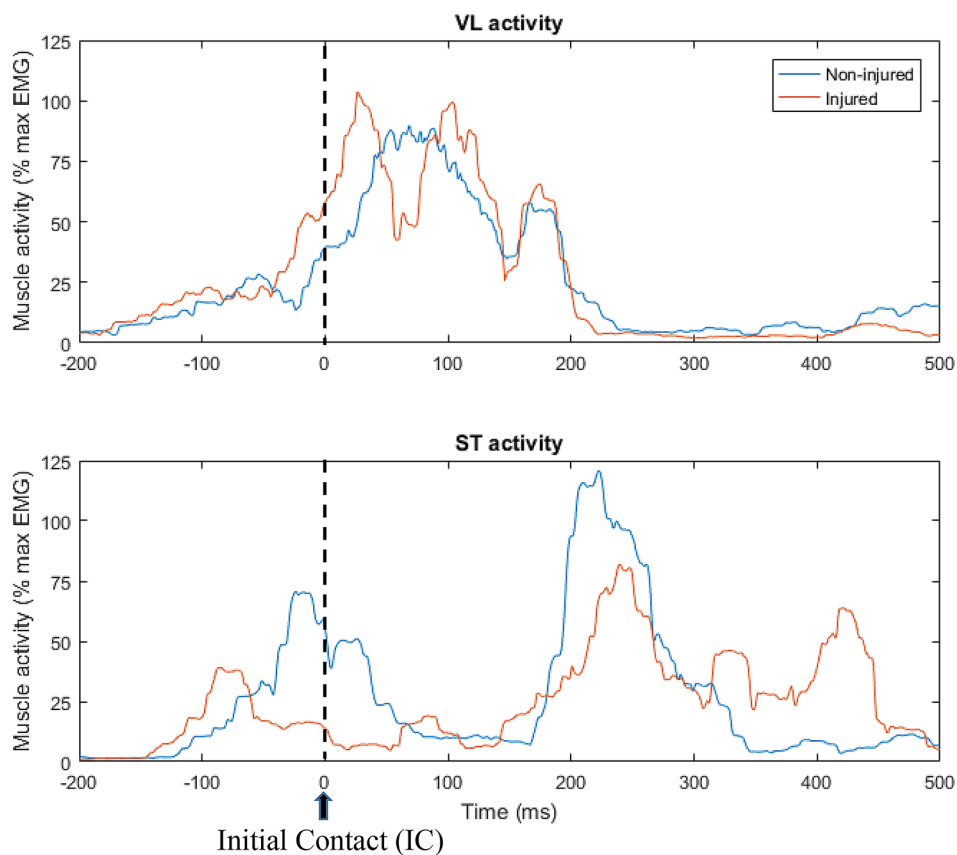 VL activity
Muscle activity (% max EMG)
125
100
75
50
25
0
Non-injured
Injured
-200 -100 0 100 200 300 400 500
ST activity
Muscle activity (% max EMG)
125
100
75
50
25
0
-200 -100 0 100 200 300 400 500
Time (ms)
Initial Contact (IC)